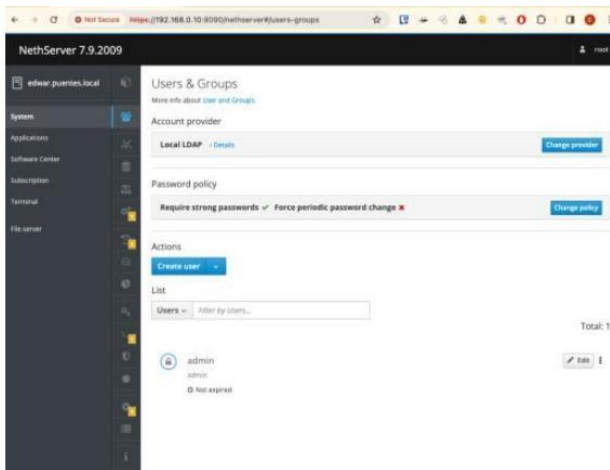 Not Secure https://192.168.0.10:9090/nethserver#/users-groups
NethServer 7.9.2009
root
edwar.puentes.local
System
Applications
Software Center
Subscription
Terminal
File server
Users & Groups
More info about User and Groups.
Account provider
Local LDAP Details
Change provider
Password policy
Require strong passwords ✔ Force periodic password change ✖
Change policy
Actions
Create user
List
Users Filter by Users...
Total: 1
admin
Edit
admin
Not expired